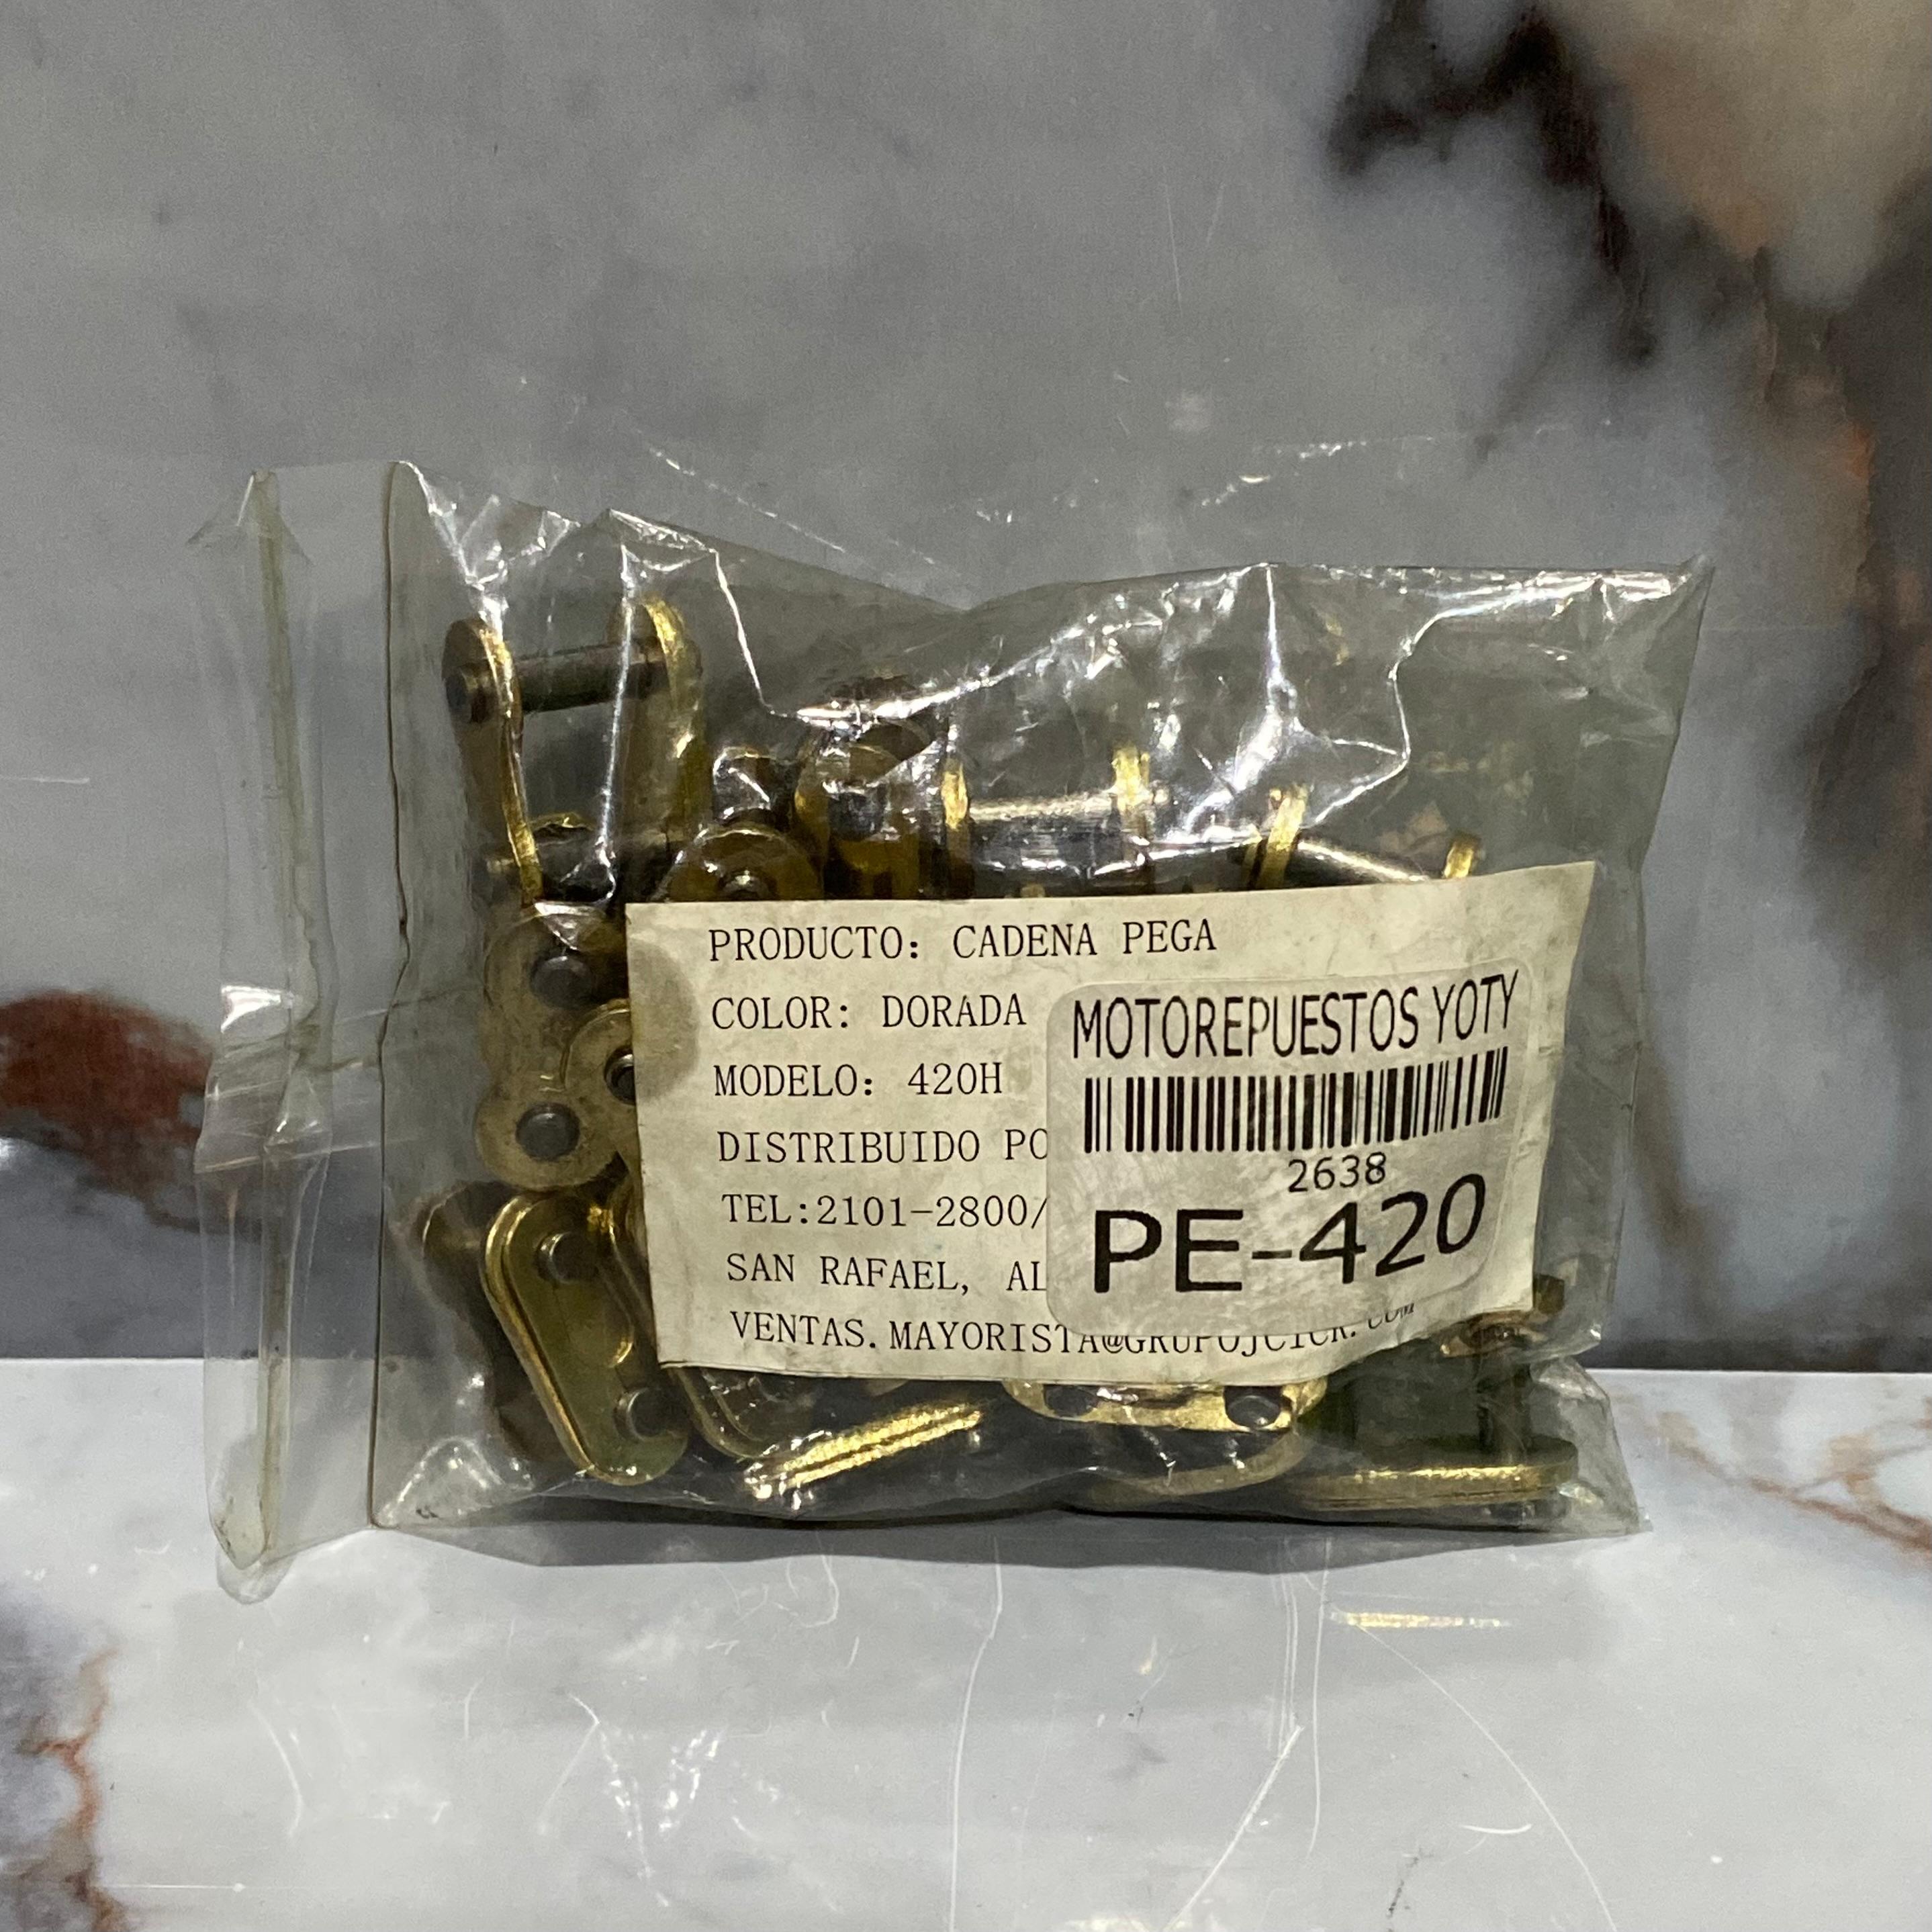 PRODUCTO: CADENA PEGA
COLOR: DORADA
MODELO: 420H
DISTRIBUIDO PO
TEL:2101-2800/
SAN RAFAEL, AL
VENTAS.MAYORISTA@GRUPOJCICR.COM
MOTOREPUESTOS YOTY
2638
PE-420